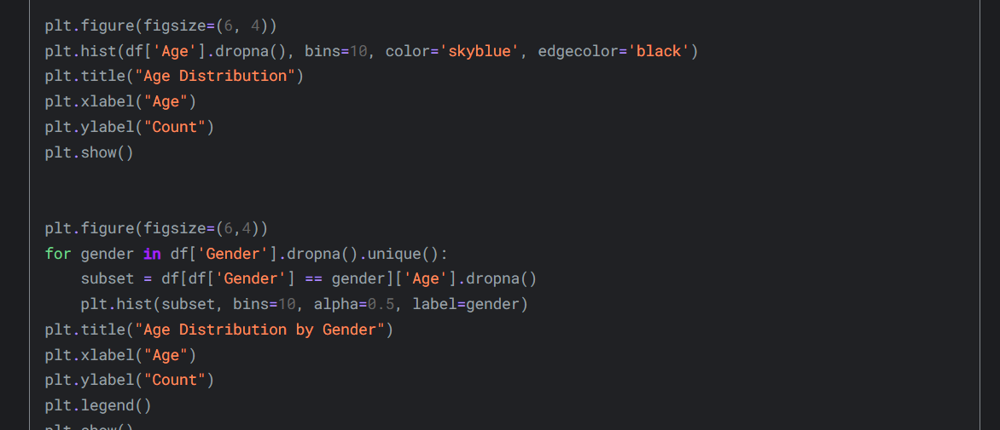 plt.figure(figsize=(6, 4))
plt.hist(df['Age'].dropna(), bins=10, color='skyblue', edgecolor='black')
plt.title("Age Distribution")
plt.xlabel("Age")
plt.ylabel("Count")
plt.show()
plt.figure(figsize=(6,4))
for gender in df['Gender'].dropna().unique():
    subset = df[df['Gender'] == gender]['Age'].dropna()
    plt.hist(subset, bins=10, alpha=0.5, label=gender)
plt.title("Age Distribution by Gender")
plt.xlabel("Age")
plt.ylabel("Count")
plt.legend()
plt.show()